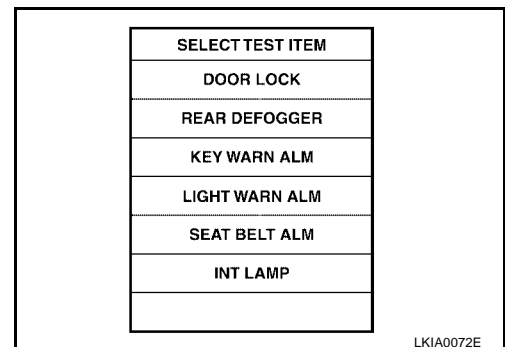 SELECT TEST ITEM
DOOR LOCK
REAR DEFOGGER
KEY WARN ALM
LIGHT WARN ALM
SEAT BELT ALM
INT LAMP
LKIA0072E